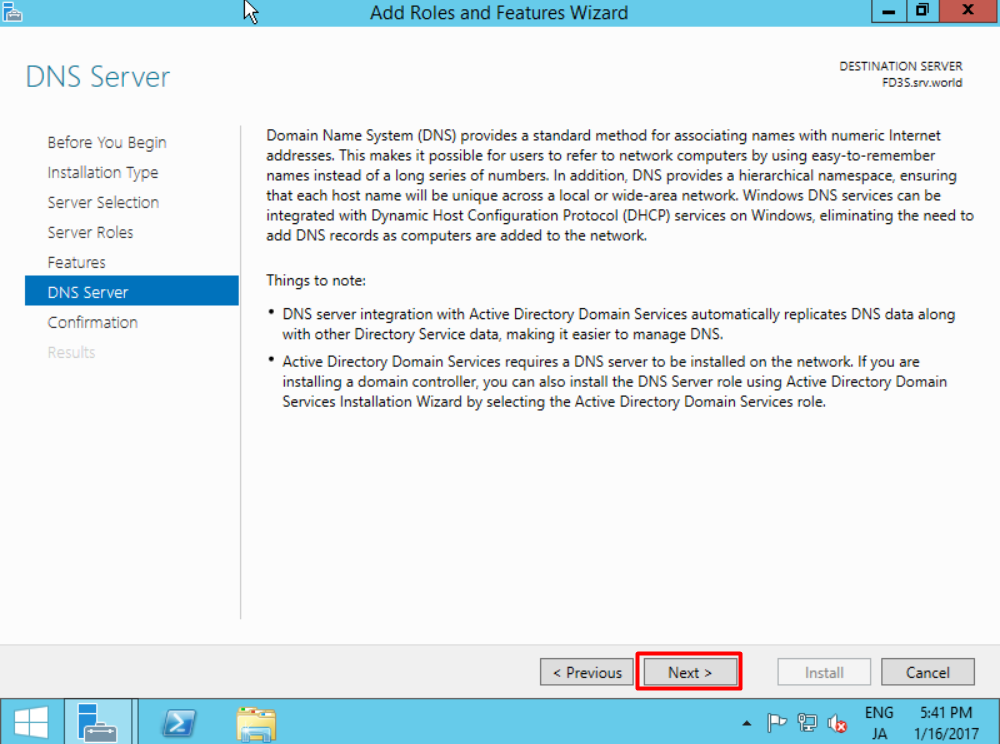 Add Roles and Features Wizard
DNS Server
DESTINATION SERVER
FD3S.srv.world
Before You Begin
Installation Type
Server Selection
Server Roles
Features
DNS Server
Confirmation
Results
Domain Name System (DNS) provides a standard method for associating names with numeric Internet
addresses. This makes it possible for users to refer to network computers by using easy-to-remember
names instead of a long series of numbers. In addition, DNS provides a hierarchical namespace, ensuring
that each host name will be unique across a local or wide-area network. Windows DNS services can be
integrated with Dynamic Host Configuration Protocol (DHCP) services on Windows, eliminating the need to
add DNS records as computers are added to the network.
Things to note:
• DNS server integration with Active Directory Domain Services automatically replicates DNS data along
with other Directory Service data, making it easier to manage DNS.
• Active Directory Domain Services requires a DNS server to be installed on the network. If you are
installing a domain controller, you can also install the DNS Server role using Active Directory Domain
Services Installation Wizard by selecting the Active Directory Domain Services role.
< Previous
Next >
Install
Cancel
ENG
JA
5:41 PM
1/16/2017